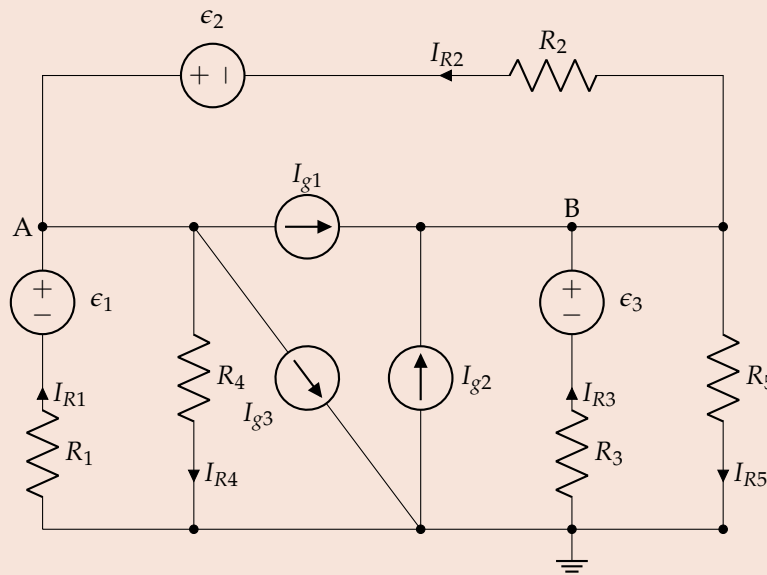 ϵ2
+ −
IR2
R2
Ig1
A
B
+
−
ϵ1
+
−
ϵ3
R4
Ig3
Ig2
R5
IR1
IR3
R1
R3
IR4
IR5